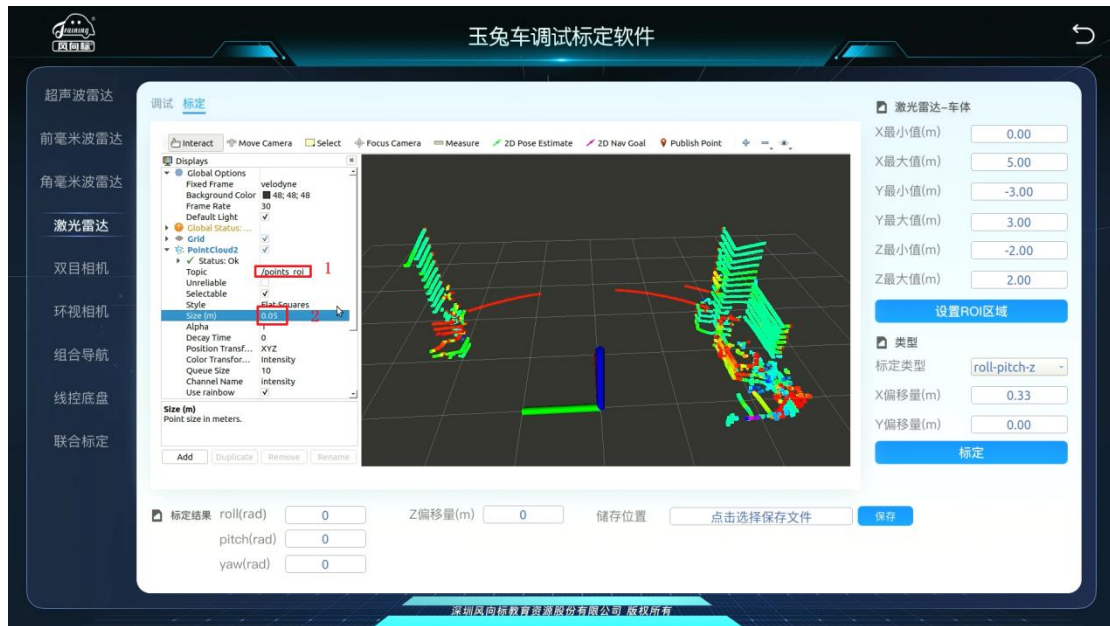 Training
风向标
玉兔车调试标定软件
超声波雷达
前毫米波雷达
角毫米波雷达
激光雷达
双目相机
环视相机
组合导航
线控底盘
联合标定
调试 标定
Interact Move Camera Select Focus Camera Measure 2D Pose Estimate 2D Nav Goal Publish Point
Displays
Global Options
Fixed Frame velodyne
Background Color 48; 48; 48
Frame Rate 30
Default Light ✓
Global Status: ...
Grid ✓
PointCloud2 ✓
✓ Status: Ok
Topic /points_roi 1
Unreliable
Selectable ✓
Style Flat Squares
Size (m) 0.05 2
Alpha 1
Decay Time 0
Position Transf... XYZ
Color Transfor... Intensity
Queue Size 10
Channel Name intensity
Use rainbow ✓
Size (m)
Point size in meters.
Add Duplicate Remove Rename
激光雷达-车体
X最小值(m) 0.00
X最大值(m) 5.00
Y最小值(m) -3.00
Y最大值(m) 3.00
Z最小值(m) -2.00
Z最大值(m) 2.00
设置ROI区域
类型
标定类型 roll-pitch-z
X偏移量(m) 0.33
Y偏移量(m) 0.00
标定
标定结果 roll(rad) 0 Z偏移量(m) 0 储存位置 点击选择保存文件 保存
pitch(rad) 0
yaw(rad) 0
深圳风向标教育资源股份有限公司 版权所有